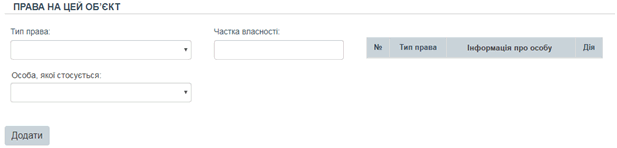 ПРАВА НА ЦЕЙ ОБ'ЄКТ
Тип права:
Частка власності:
№ Тип права Інформація про особу Дія
Особа, якої стосується:
Додати